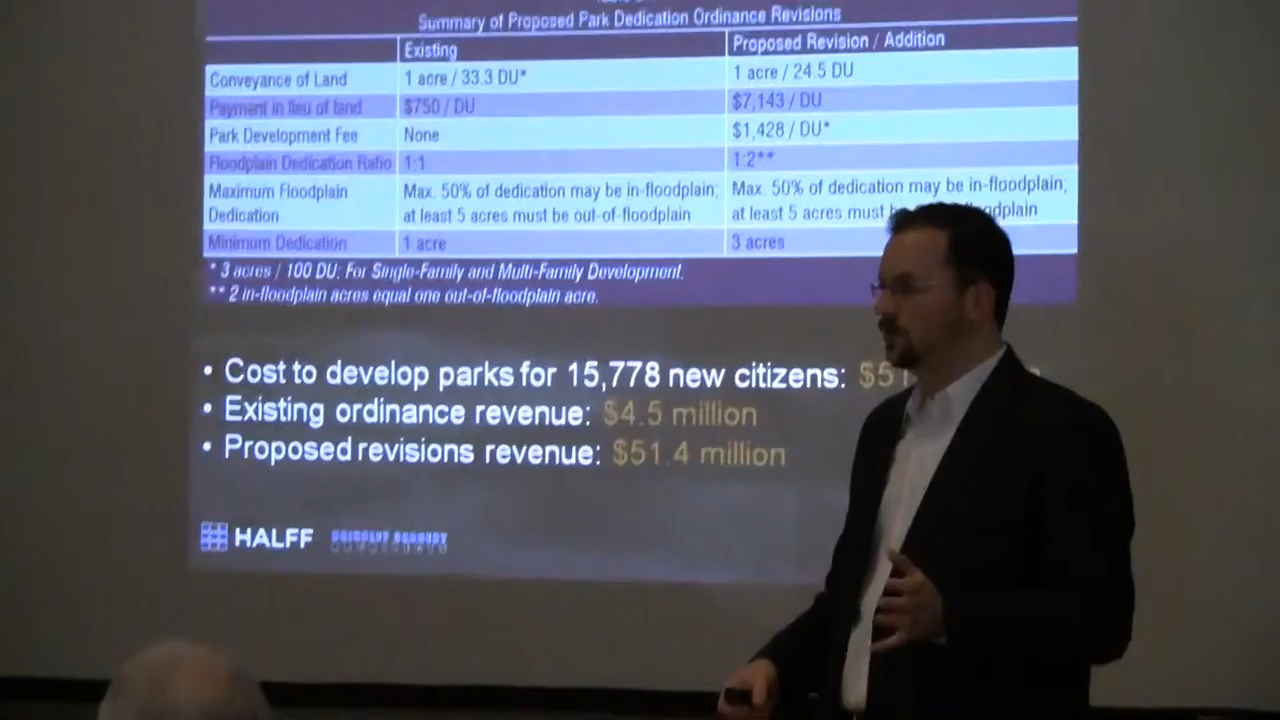 Summary of Proposed Park Dedication Ordinance Revisions
Existing Proposed Revision / Addition
Conveyance of Land 1 acre / 33.3 DU* 1 acre / 24.5 DU
Payment in lieu of land $750 / DU $7,143 / DU
Park Development Fee None $1,428 / DU*
Floodplain Dedication Ratio 1:1 1:2**
Maximum Floodplain Dedication Max. 50% of dedication may be in-floodplain; at least 5 acres must be out-of-floodplain Max. 50% of dedication may be in-floodplain; at least 5 acres must
Minimum Dedication 1 acre 3 acres
* 3 acres / 100 DU; For Single-Family and Multi-Family Development.
** 2 in-floodplain acres equal one out-of-floodplain acre.
• Cost to develop parks for 15,778 new citizens:
• Existing ordinance revenue: $4.5 million
• Proposed revisions revenue: $51.4 million
HALFF